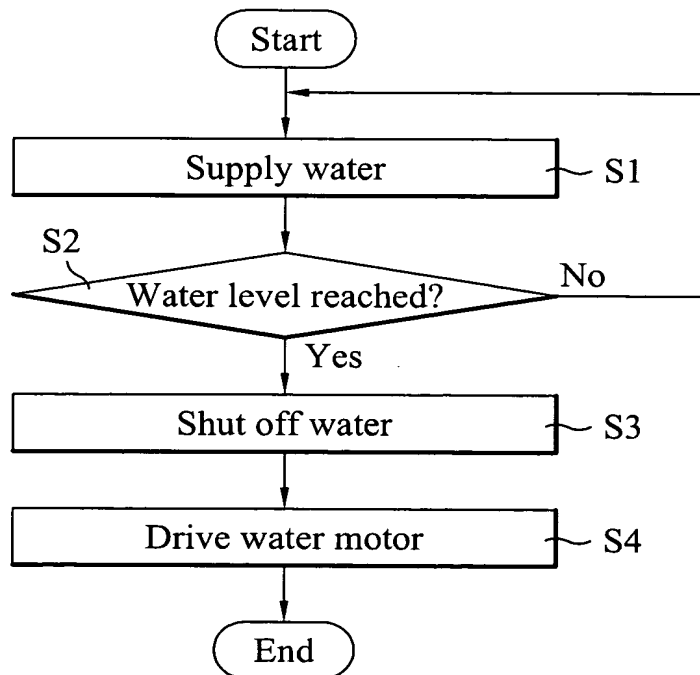 Start
Supply water
S1
S2
Water level reached?
No
Yes
Shut off water
S3
Drive water motor
S4
End